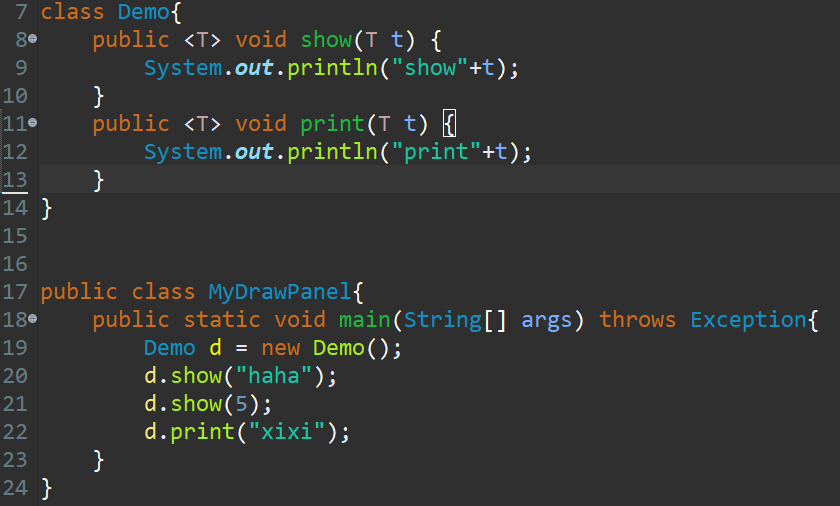 7 class Demo{
8 public <T> void show(T t) {
9 System.out.println("show"+t);
10 }
11 public <T> void print(T t) {
12 System.out.println("print"+t);
13 }
14 }
15
16
17 public class MyDrawPanel{
18 public static void main(String[] args) throws Exception{
19 Demo d = new Demo();
20 d.show("haha");
21 d.show(5);
22 d.print("xixi");
23 }
24 }